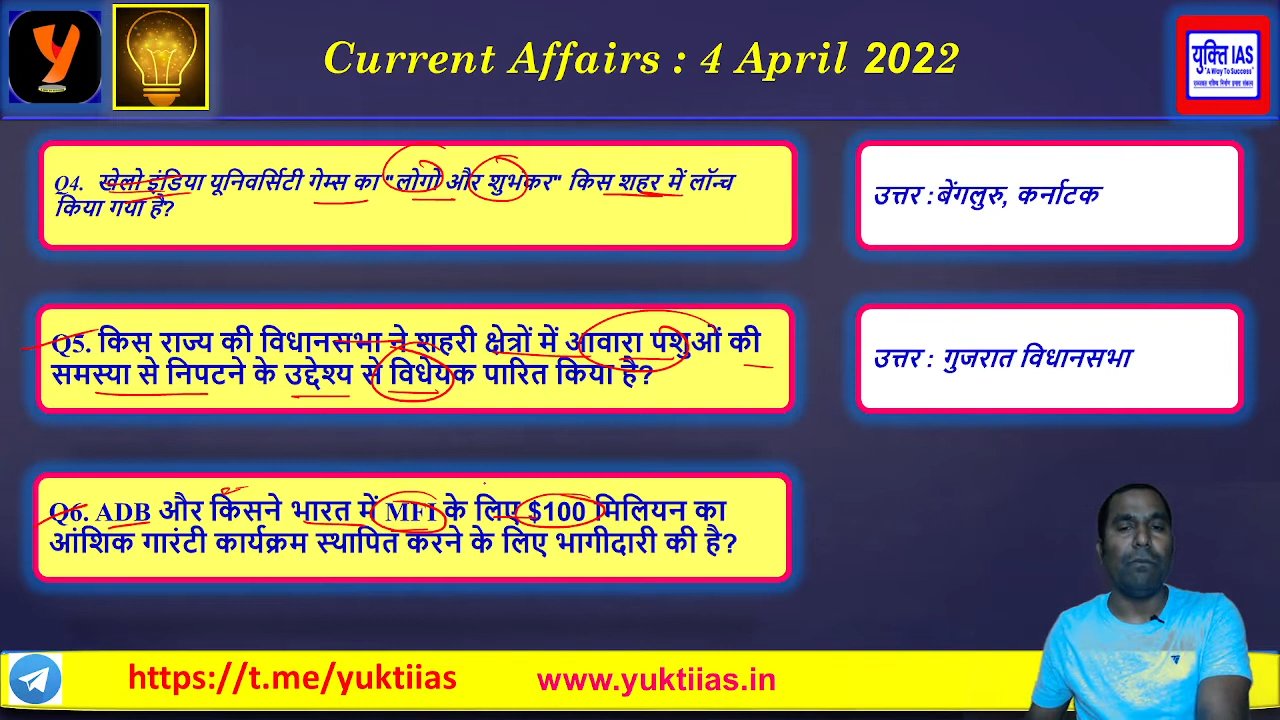 Current Affairs : 4 April 2022
युक्ति IAS
"A Way To Success"
Q4. खेलो इंडिया यूनिवर्सिटी गेम्स का "लोगो और शुभकर" किस शहर में लॉन्च
किया गया है?
उत्तर : बेंगलुरु, कर्नाटक
Q5. किस राज्य की विधानसभा ने शहरी क्षेत्रों में आवारा पशुओं की
समस्या से निपटने के उद्देश्य से विधेयक पारित किया है?
उत्तर : गुजरात विधानसभा
Q6. ADB और किसने भारत में MFI के लिए $100 मिलियन का
आंशिक गारंटी कार्यक्रम स्थापित करने के लिए भागीदारी की है?
https://t.me/yuktiias
www.yuktiias.in